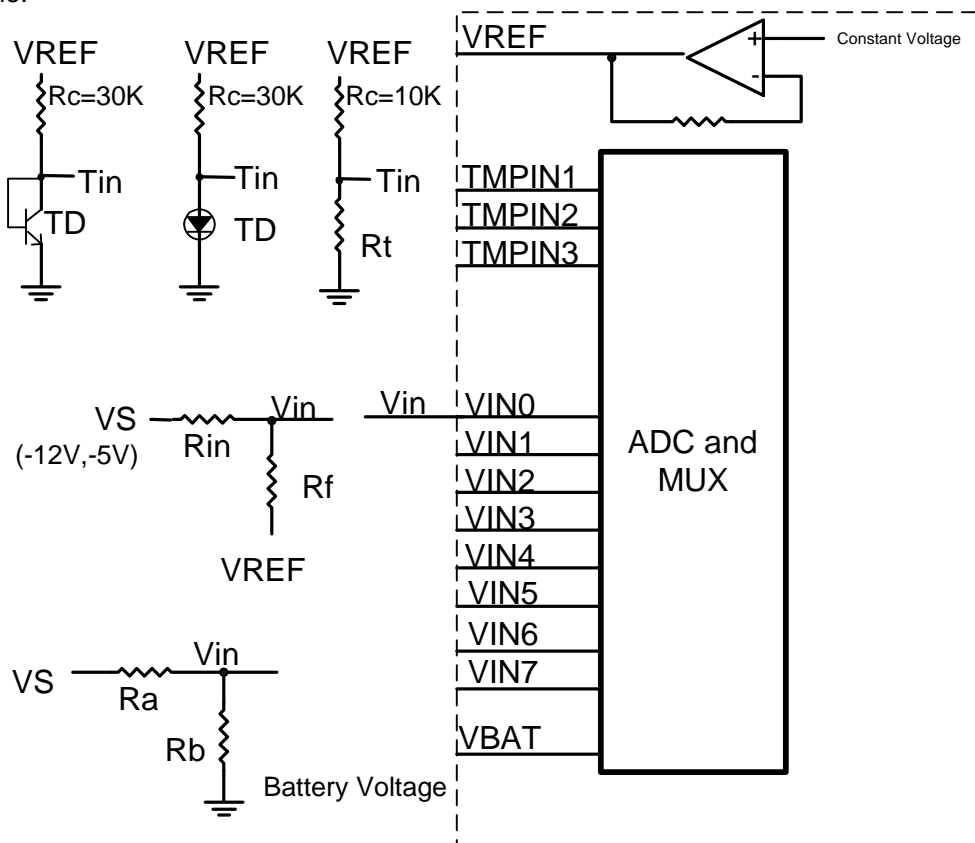 VREF
Constant Voltage
+
-
VREF VREF VREF
Rc=30K Rc=30K Rc=10K
Tin Tin Tin
TD TD Rt
TMPIN1
TMPIN2
TMPIN3
VS
(-12V,-5V)
Rin
Vin
Rf
VREF
Vin
VIN0
VIN1
VIN2
VIN3
VIN4
VIN5
VIN6
VIN7
VBAT
ADC and
MUX
VS
Ra
Vin
Rb
Battery Voltage